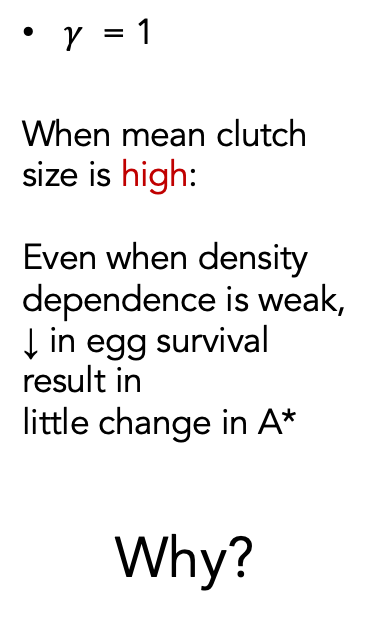 • γ = 1
When mean clutch
size is high:
Even when density
dependence is weak,
↓ in egg survival
result in
little change in A*
Why?